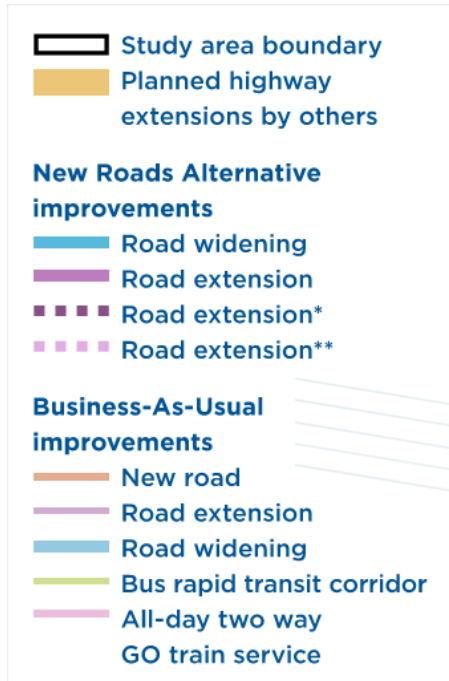 Study area boundary
Planned highway
extensions by others
New Roads Alternative
improvements
Road widening
Road extension
Road extension*
Road extension**
Business-As-Usual
improvements
New road
Road extension
Road widening
Bus rapid transit corridor
All-day two way
GO train service